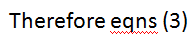 Therefore eqns (3)